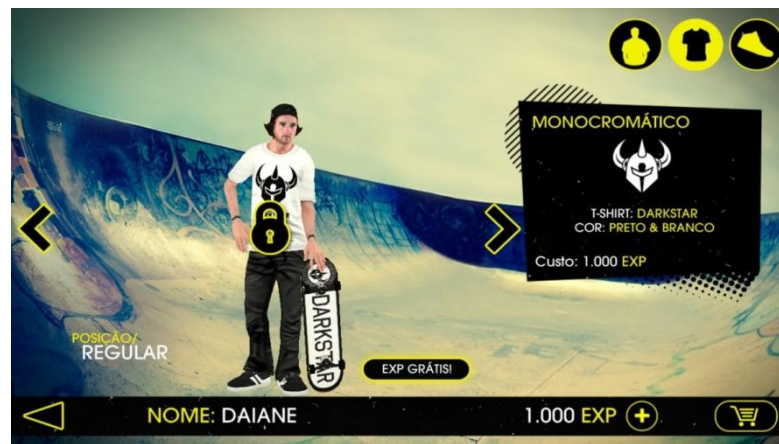 MONOCROMÁTICO
T-SHIRT: DARKSTAR
COR: PRETO & BRANCO
Custo: 1.000 EXP
DARKSTAR
POSIÇÃO/
REGULAR
EXP GRÁTIS!
NOME: DAIANE
1.000 EXP +